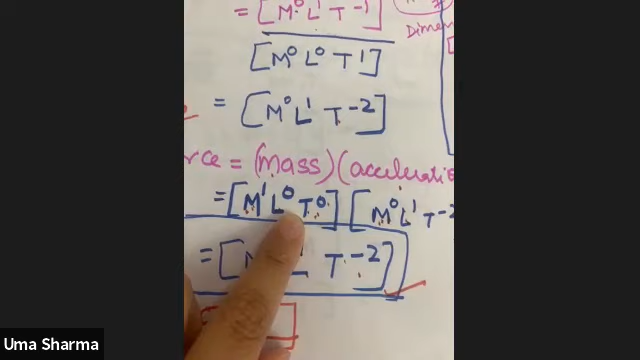 = [M⁰ L¹ T⁻¹]
Dimen
[M⁰ L⁰ T¹]
= [M⁰ L¹ T⁻²]
rce = (mass)(accelerati
= [M¹ L⁰ T⁰] [M⁰ L¹ T⁻²
= [M L T⁻²]
Uma Sharma